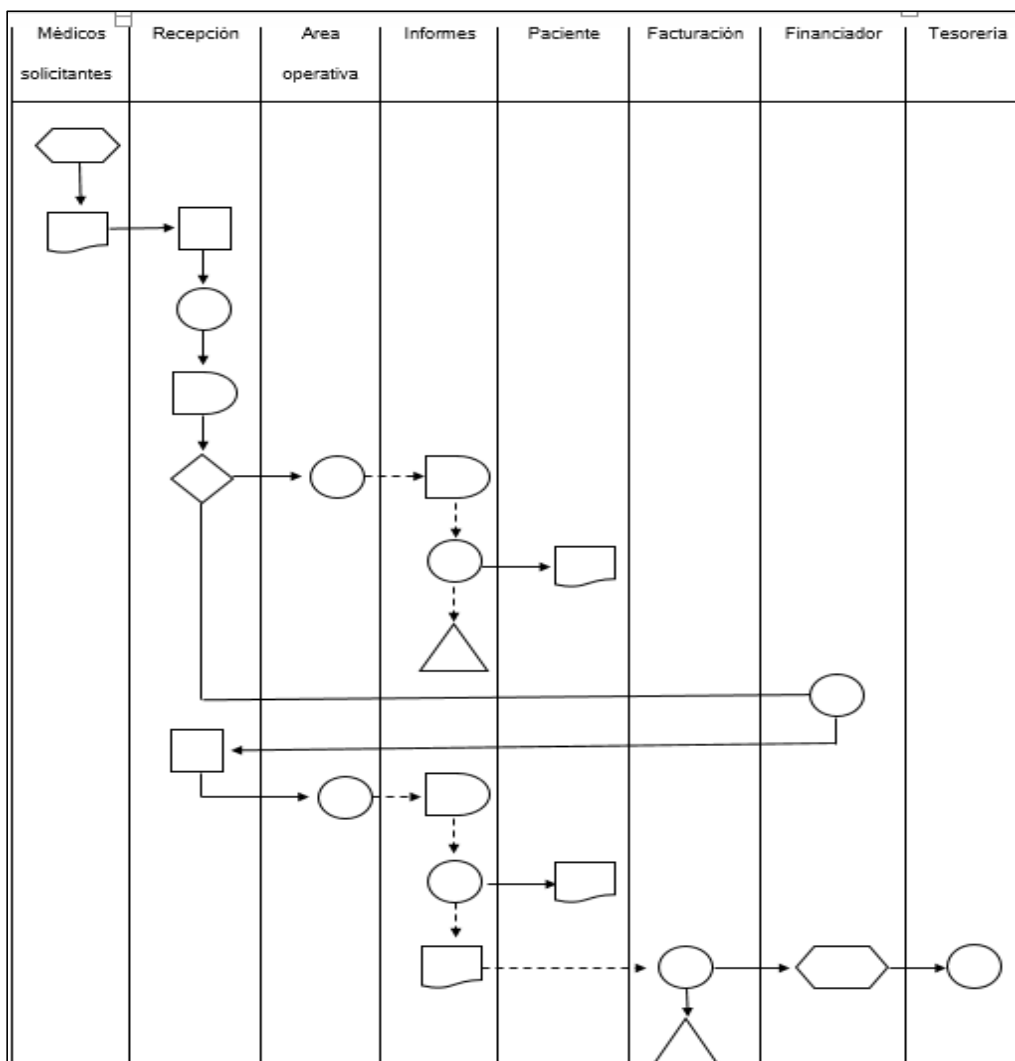 Médicos
solicitantes
Recepción
Area
operativa
Informes
Paciente
Facturación
Financiador
Tesoreria